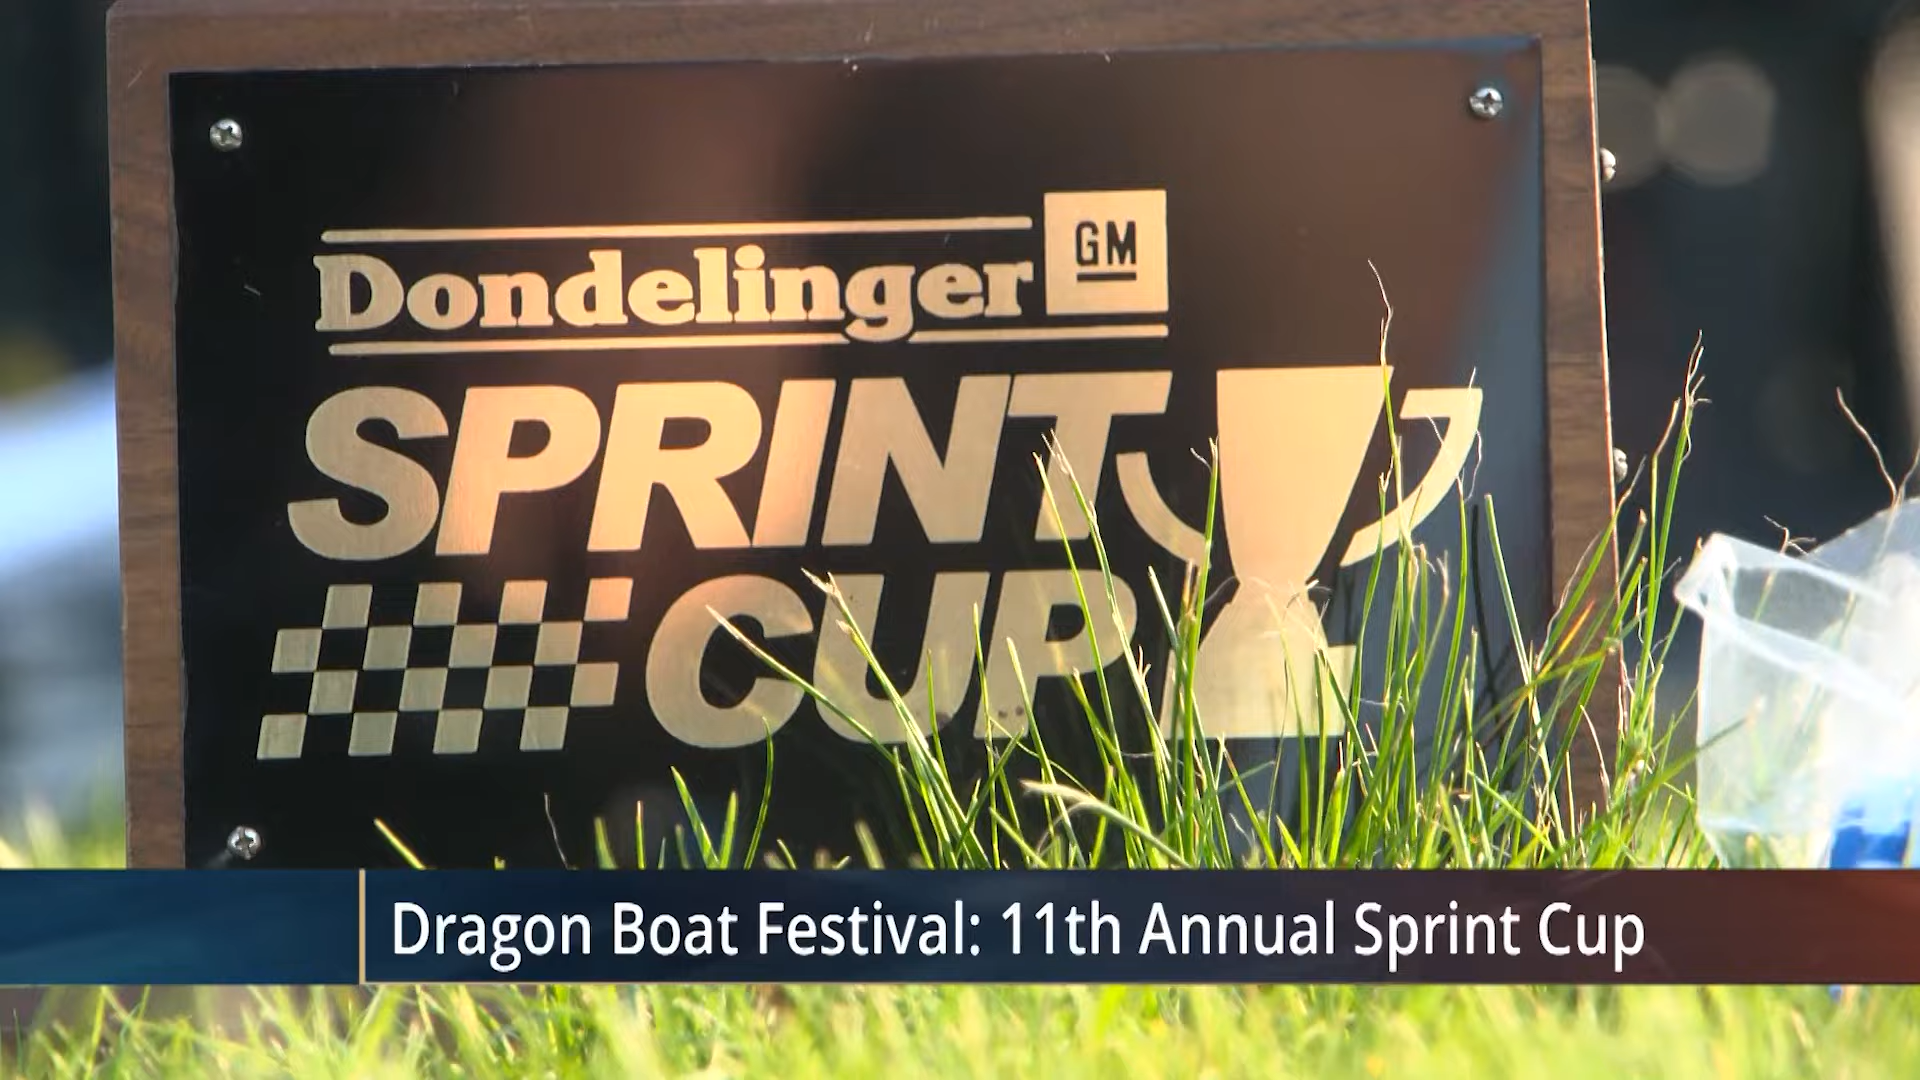 GM
Dondelinger
SPRINT
CUP
Dragon Boat Festival: 11th Annual Sprint Cup